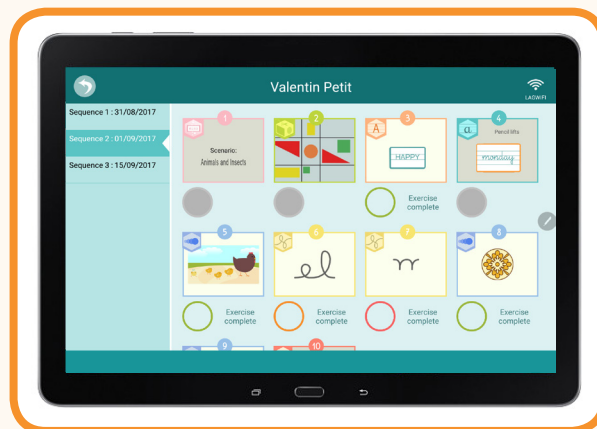 Valentin Petit
LAOWIFI
Sequence 1 : 31/08/2017
Sequence 2 : 01/09/2017
Sequence 3 : 15/09/2017
1
Scenario:
Animals and Insects
2
3
A
HAPPY
Exercise
complete
4
a
Pencil lifts
monday
5
Exercise
complete
6
el
Exercise
complete
7
Exercise
complete
8
Exercise
complete
9
10